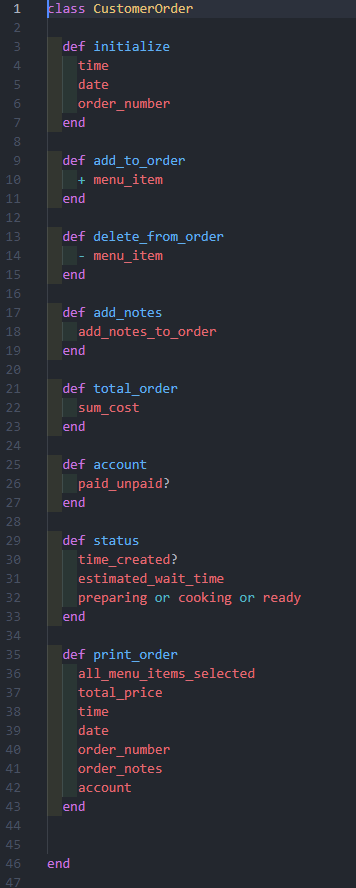 1 class CustomerOrder
2
3 def initialize
4 time
5 date
6 order_number
7 end
8
9 def add_to_order
10 + menu_item
11 end
12
13 def delete_from_order
14 - menu_item
15 end
16
17 def add_notes
18 add_notes_to_order
19 end
20
21 def total_order
22 sum_cost
23 end
24
25 def account
26 paid_unpaid?
27 end
28
29 def status
30 time_created?
31 estimated_wait_time
32 preparing or cooking or ready
33 end
34
35 def print_order
36 all_menu_items_selected
37 total_price
38 time
39 date
40 order_number
41 order_notes
42 account
43 end
44
45
46 end
47